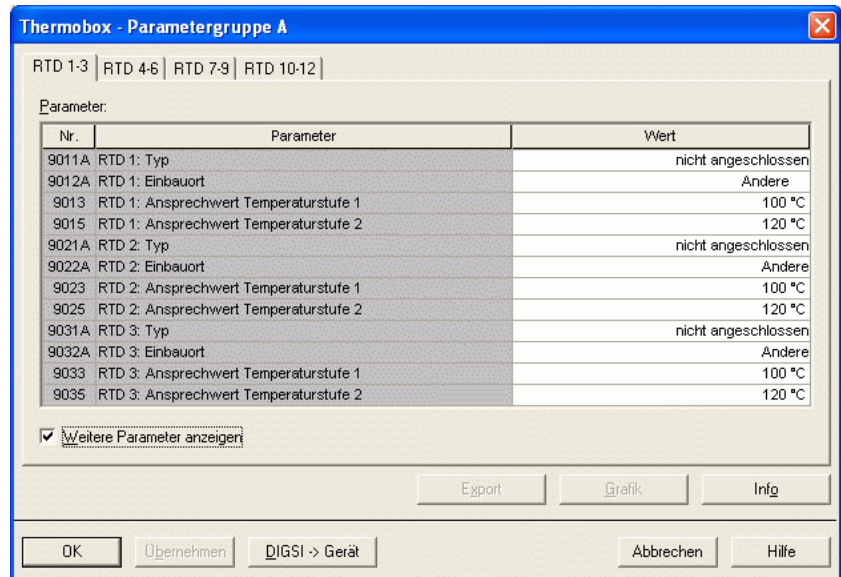 Thermobox - Parametergruppe A
RTD 1-3 RTD 4-6 RTD 7-9 RTD 10-12
Parameter:
Nr. Parameter Wert
9011A RTD 1: Typ nicht angeschlossen
9012A RTD 1: Einbauort Andere
9013 RTD 1: Ansprechwert Temperaturstufe 1 100 °C
9015 RTD 1: Ansprechwert Temperaturstufe 2 120 °C
9021A RTD 2: Typ nicht angeschlossen
9022A RTD 2: Einbauort Andere
9023 RTD 2: Ansprechwert Temperaturstufe 1 100 °C
9025 RTD 2: Ansprechwert Temperaturstufe 2 120 °C
9031A RTD 3: Typ nicht angeschlossen
9032A RTD 3: Einbauort Andere
9033 RTD 3: Ansprechwert Temperaturstufe 1 100 °C
9035 RTD 3: Ansprechwert Temperaturstufe 2 120 °C
Weitere Parameter anzeigen
Export Grafik Info
OK Übernehmen DIGSI -> Gerät Abbrechen Hilfe